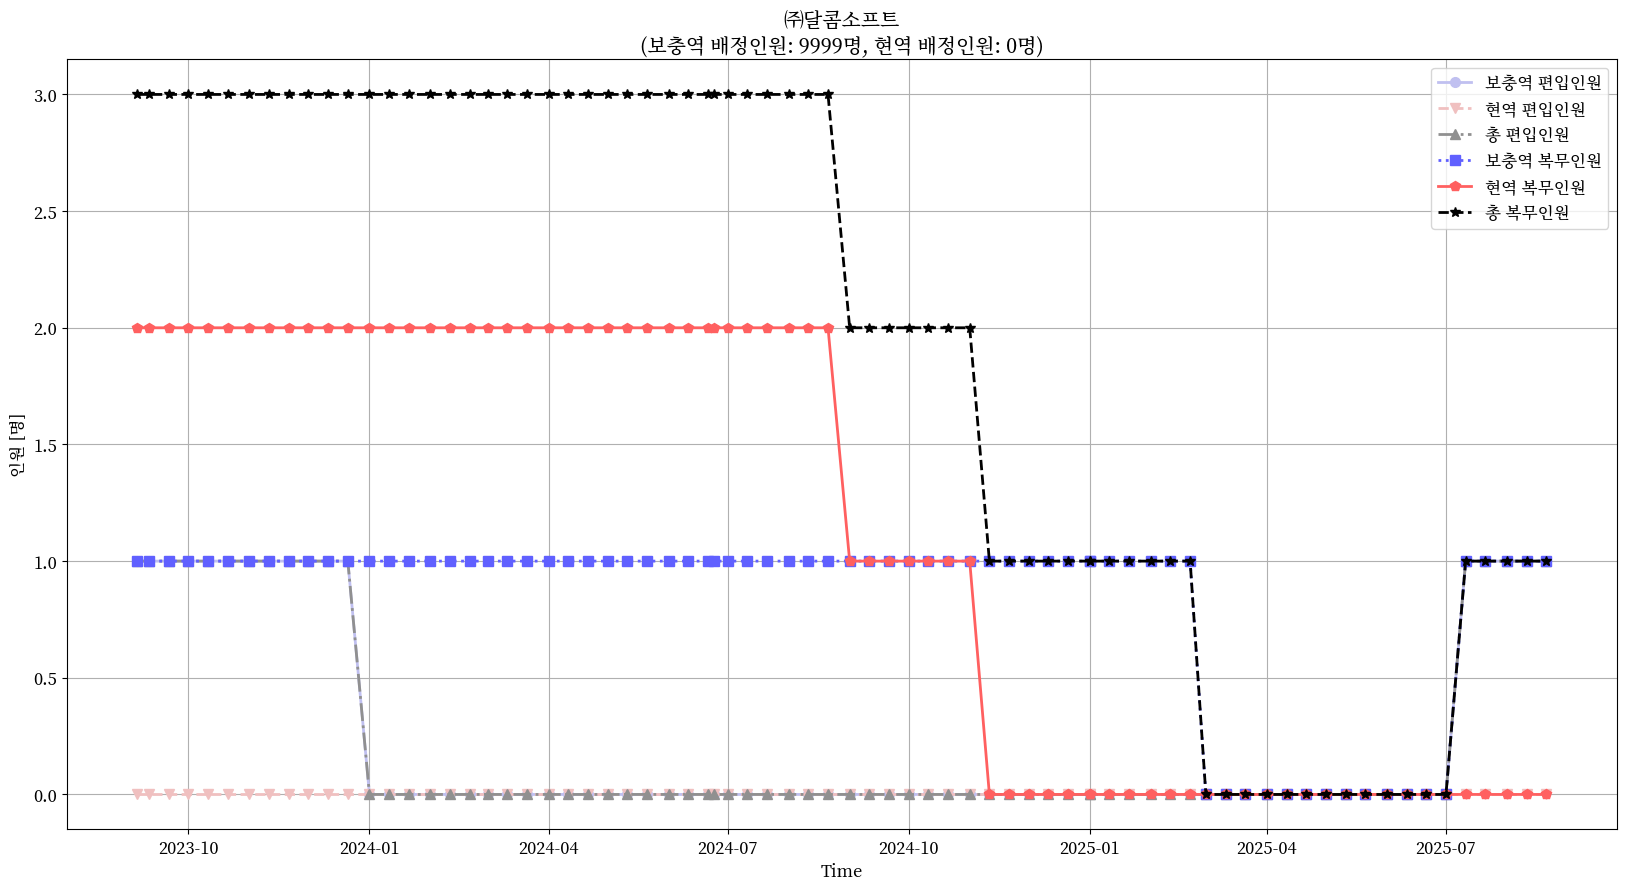 ㈜달콤소프트
(보충역 배정인원: 9999명, 현역 배정인원: 0명)
보충역 편입인원
현역 편입인원
총 편입인원
보충역 복무인원
현역 복무인원
총 복무인원
인원 [명]
3.0
2.5
2.0
1.5
1.0
0.5
0.0
2023-10
2024-01
2024-04
2024-07
2024-10
2025-01
2025-04
2025-07
Time